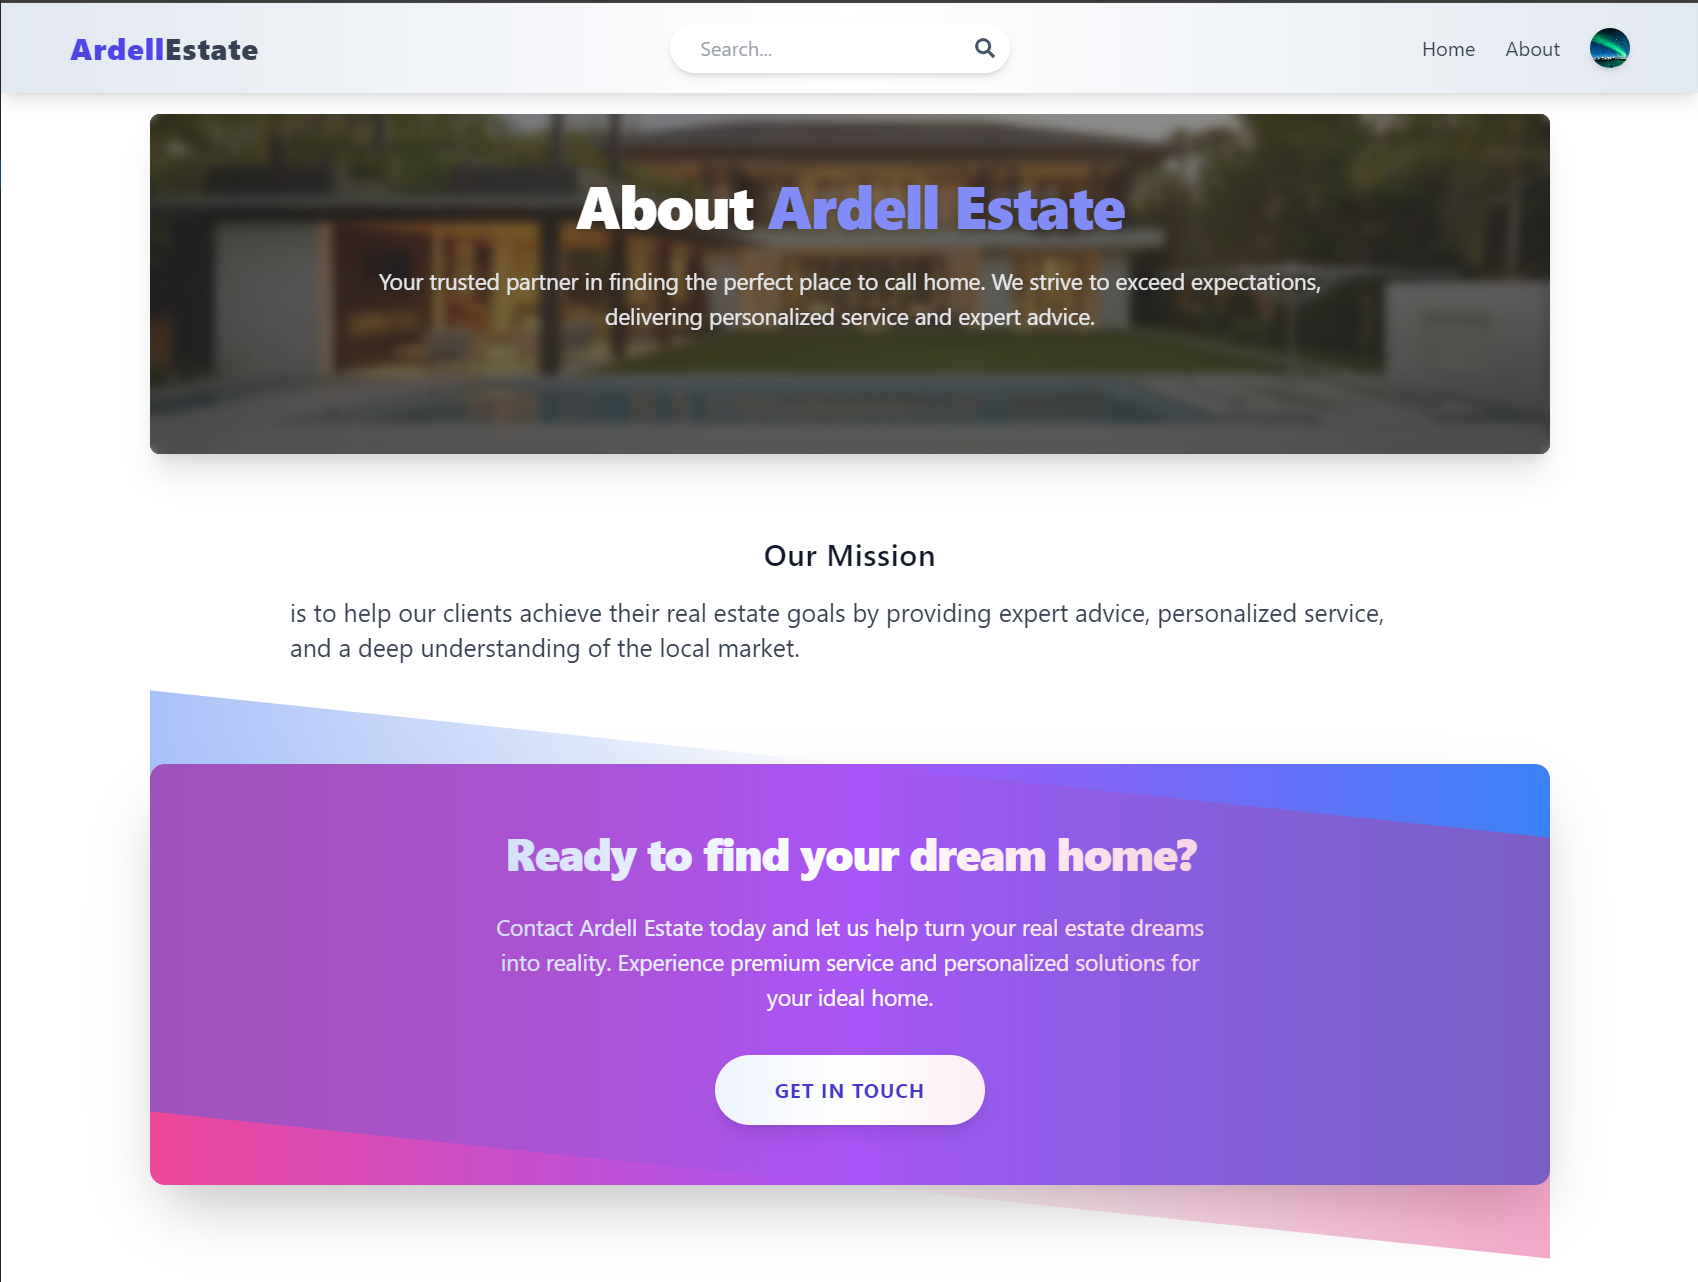 ArdellEstate
Search...
Home
About
About Ardell Estate
Your trusted partner in finding the perfect place to call home. We strive to exceed expectations,
delivering personalized service and expert advice.
Our Mission
is to help our clients achieve their real estate goals by providing expert advice, personalized service,
and a deep understanding of the local market.
Ready to find your dream home?
Contact Ardell Estate today and let us help turn your real estate dreams
into reality. Experience premium service and personalized solutions for
your ideal home.
GET IN TOUCH